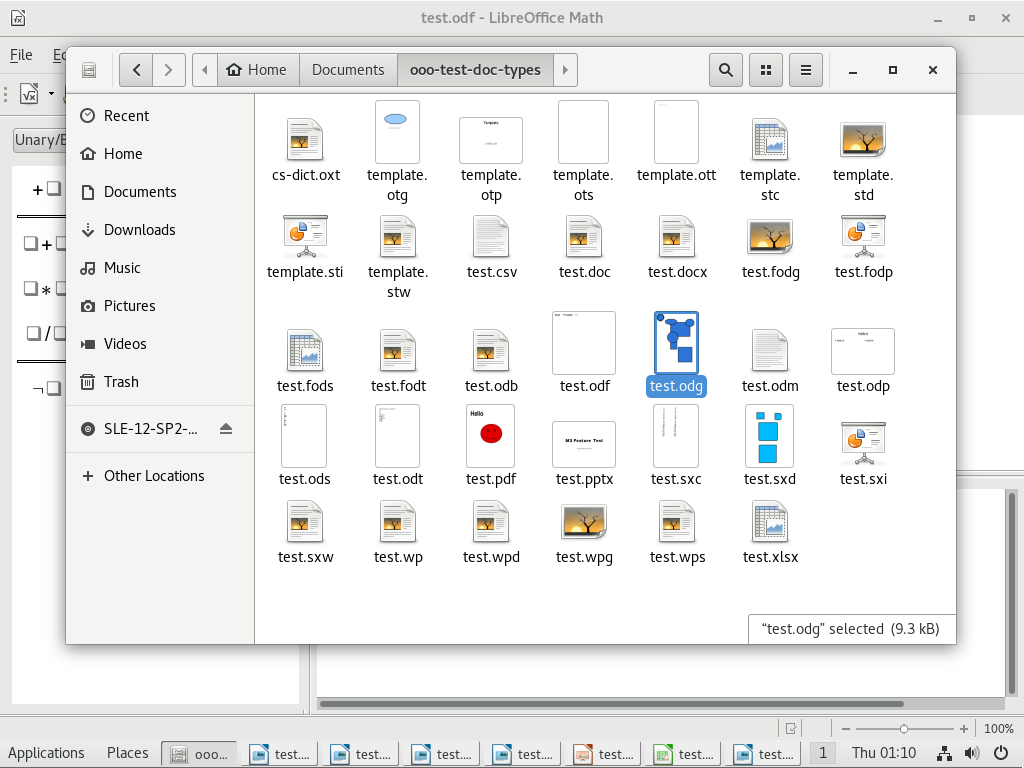 test.odf - LibreOffice Math
File
Home
Documents
ooo-test-doc-types
Recent
Home
Documents
Downloads
Music
Pictures
Videos
Trash
SLE-12-SP2-...
Other Locations
Unary/B
cs-dict.oxt
template.
otg
template.
otp
template.
ots
template.ott
template.
stc
template.
std
template.sti
template.
stw
test.csv
test.doc
test.docx
test.fodg
test.fodp
test.fods
test.fodt
test.odb
test.odf
test.odg
test.odm
test.odp
test.ods
test.odt
Hello
test.pdf
M3 Feature Test
test.pptx
test.sxc
test.sxd
test.sxi
test.sxw
test.wp
test.wpd
test.wpg
test.wps
test.xlsx
“test.odg” selected (9.3 kB)
100%
Applications
Places
ooo...
test....
test....
test....
test....
test....
test....
test....
1
Thu 01:10